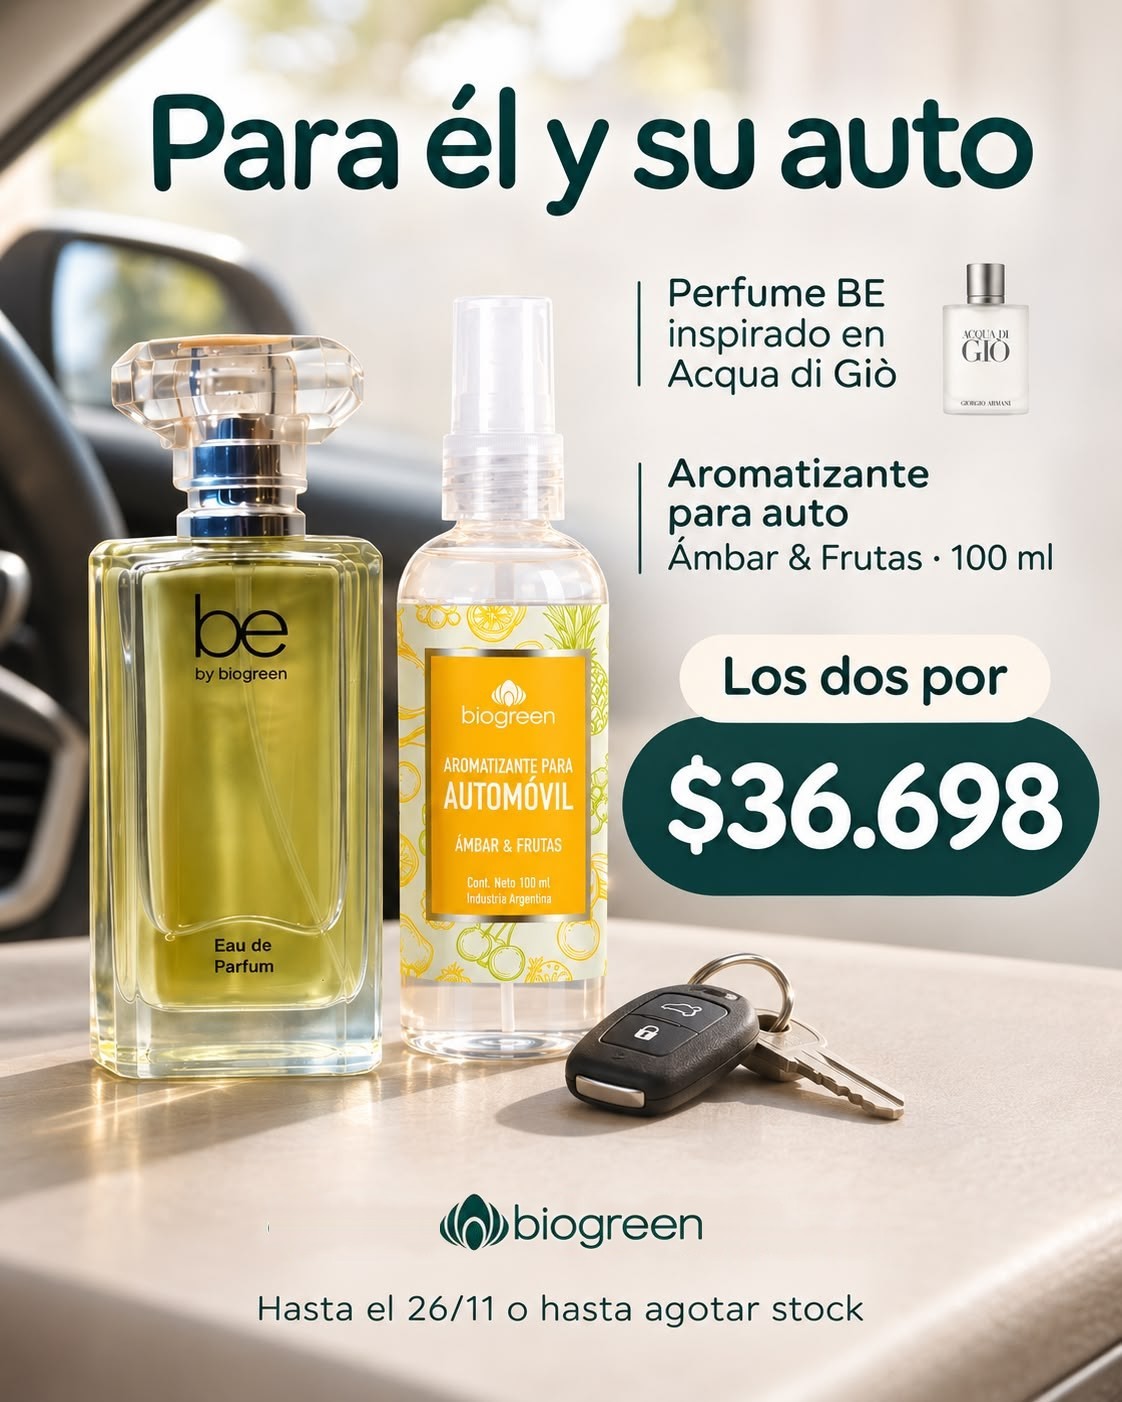 Para él y su auto
Perfume BE
inspirado en
Acqua di Giò
ACQUA DI
GIÒ
GIORGIO ARMANI
Aromatizante
para auto
Ámbar & Frutas · 100 ml
Los dos por
$36.698
be
by biogreen
Eau de
Parfum
biogreen
AROMATIZANTE PARA
AUTOMÓVIL
ÁMBAR & FRUTAS
Cont. Neto 100 ml
Industria Argentina
biogreen
Hasta el 26/11 o hasta agotar stock